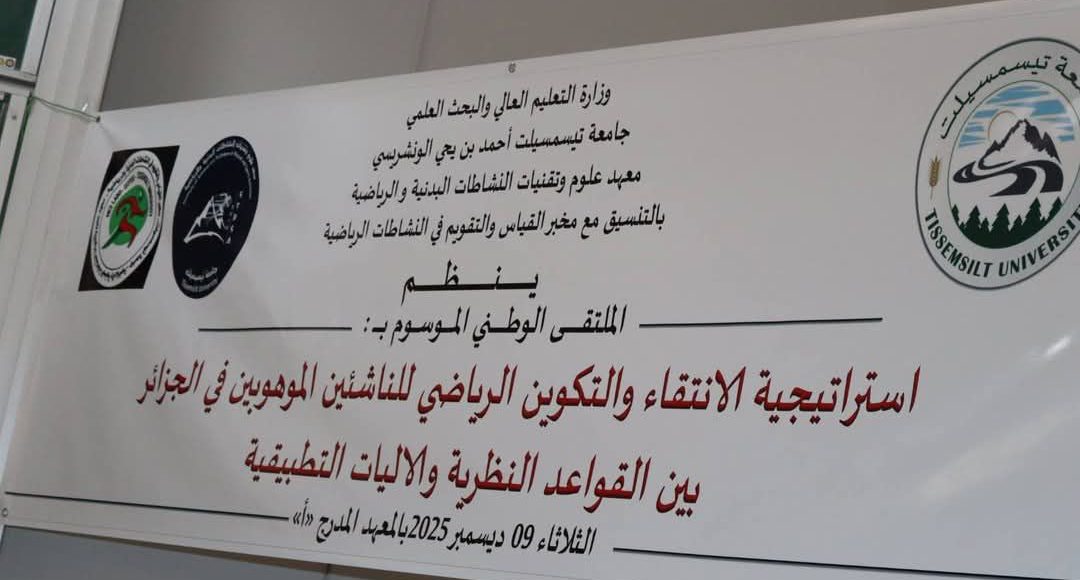 وزارة التعليم العالي والبحث العلمي
جامعة تيسمسيلت أحمد بن يحي الونشريسي
معهد علوم وتقنيات النشاطات البدنية والرياضية
بالتنسيق مع مخبر القياس والتقويم في النشاطات الرياضية
ينظم
الملتقى الوطني الموسوم بـ :
استراتيجية الانتقاء والتكوين الرياضي للناشئين الموهوبين في الجزائر
بين القواعد النظرية والاليات التطبيقية
الثلاثاء 09 ديسمبر 2025 بالمعهد المدرج «أ»
تيسمسيلت
TISSEMSILT UNIVERSITY